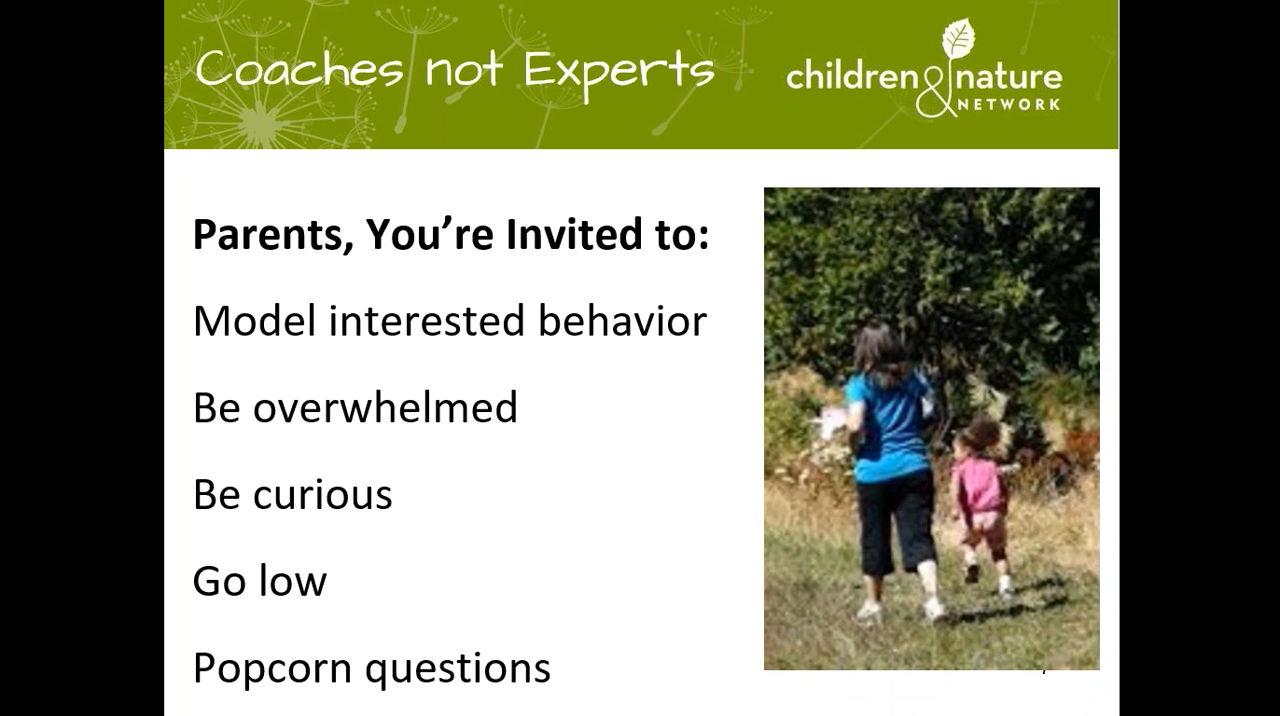 Coaches not Experts
children & nature
NETWORK
Parents, You're Invited to:
Model interested behavior
Be overwhelmed
Be curious
Go low
Popcorn questions